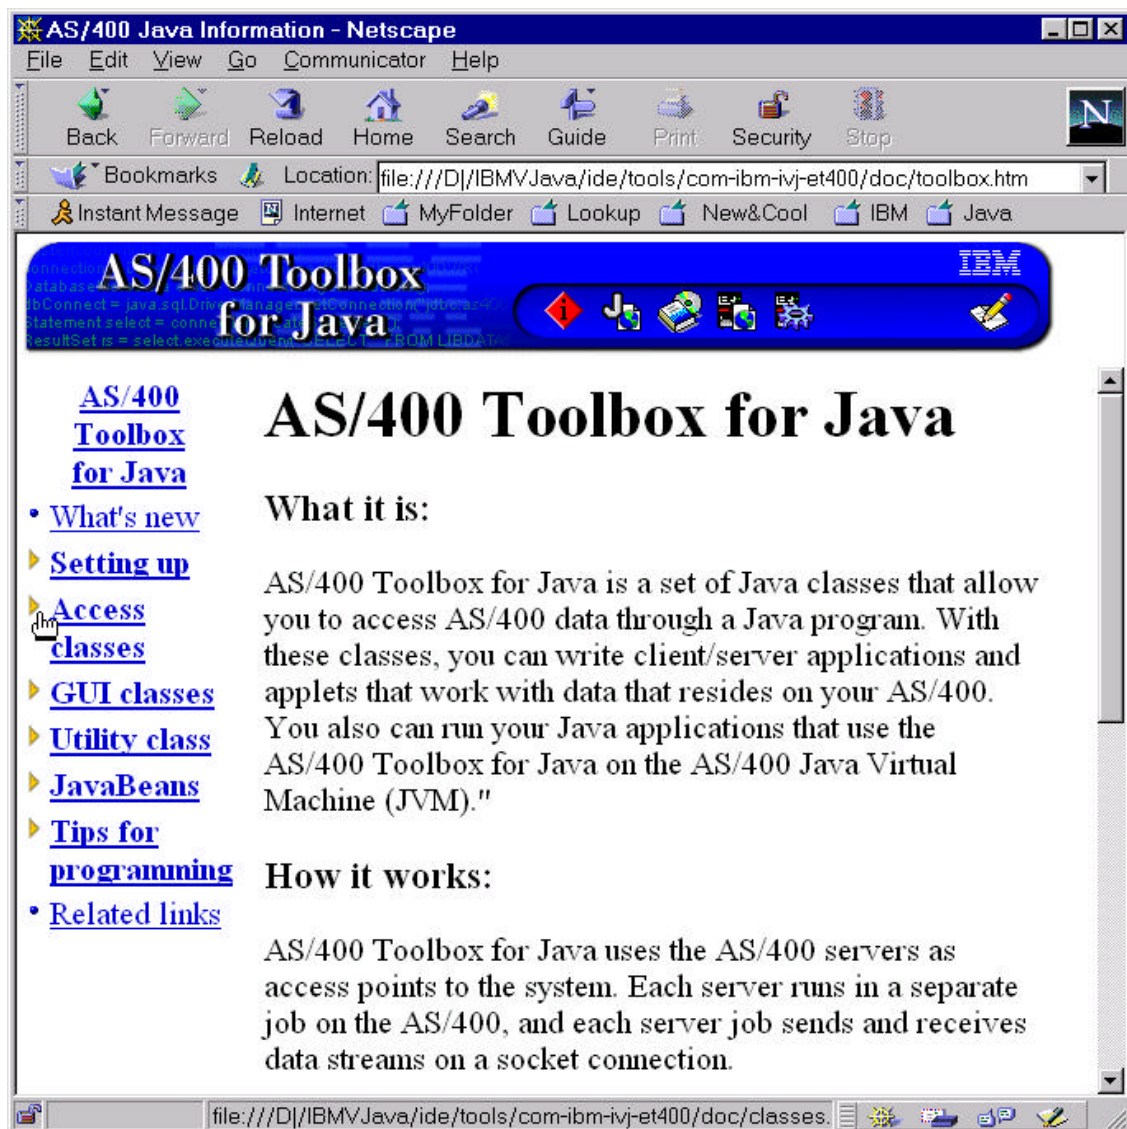 AS/400 Java Information - Netscape
File Edit View Go Communicator Help
Back Forward Reload Home Search Guide Print Security Stop
N
Bookmarks Location: file:///D|/IBMVJava/ide/tools/com-ibm-ivj-et400/doc/toolbox.htm
Instant Message Internet MyFolder Lookup New&Cool IBM Java
AS/400 Toolbox
for Java
IBM
AS/400
Toolbox
for Java
What's new
Setting up
Access
classes
GUI classes
Utility class
JavaBeans
Tips for
programming
Related links
AS/400 Toolbox for Java
What it is:
AS/400 Toolbox for Java is a set of Java classes that allow
you to access AS/400 data through a Java program. With
these classes, you can write client/server applications and
applets that work with data that resides on your AS/400.
You also can run your Java applications that use the
AS/400 Toolbox for Java on the AS/400 Java Virtual
Machine (JVM)."
How it works:
AS/400 Toolbox for Java uses the AS/400 servers as
access points to the system. Each server runs in a separate
job on the AS/400, and each server job sends and receives
data streams on a socket connection.
file:///D|/IBMVJava/ide/tools/com-ibm-ivj-et400/doc/classes.